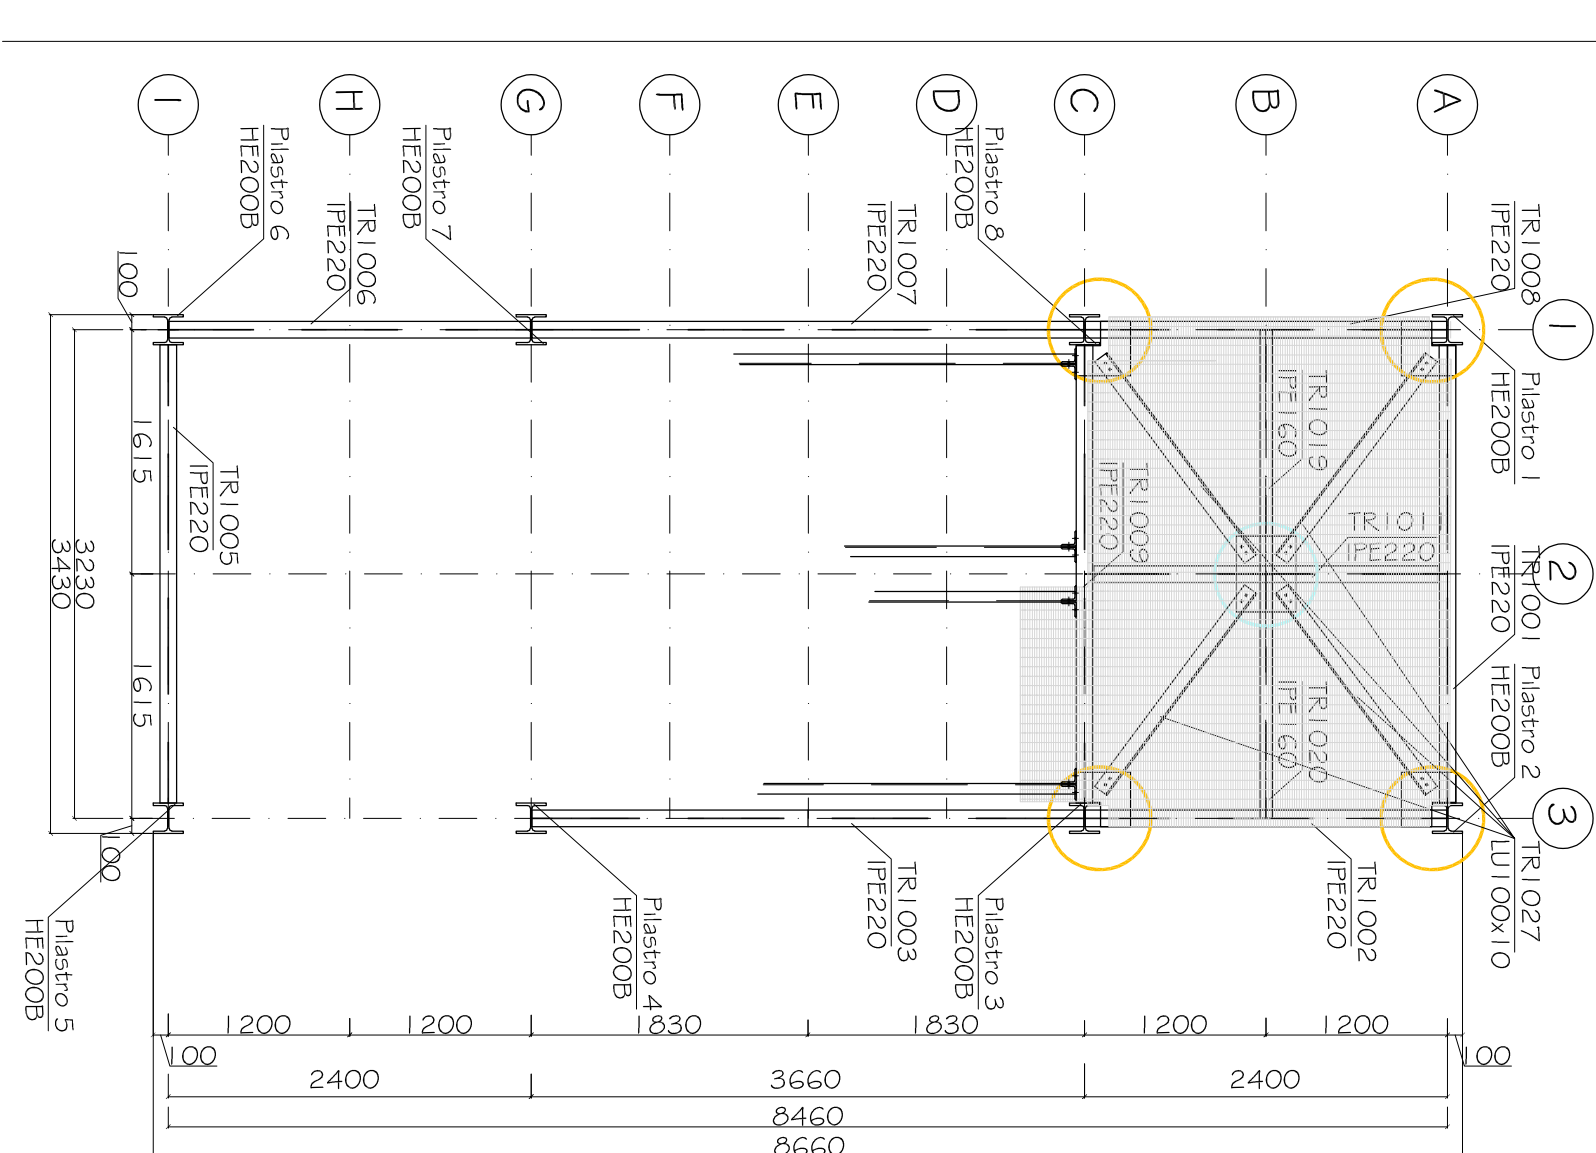 I
H
G
F
E
D
C
B
A
Pilastro 6
HE200B
Pilastro 7
HE200B
Pilastro 8
HE200B
TR1006
IPE220
TR1007
IPE220
TR1008
IPE220
1
100
Pilastro 1
HE200B
TR1019
IPE160
TR1005
IPE220
1615
TR1009
IPE220
TR1011
IPE220
TR1001
IPE220
2
3230
3430
1615
TR1020
IPE160
Pilastro 2
HE200B
3
100
TR1027
LU100x10
TR1002
IPE220
TR1003
IPE220
Pilastro 3
HE200B
Pilastro 4
HE200B
Pilastro 5
HE200B
1200
1200
1830
1830
1200
1200
100
100
2400
3660
2400
8460
8660